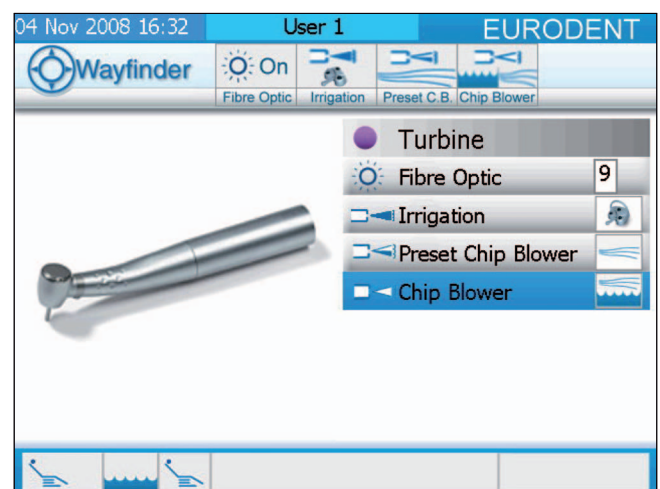 04 Nov 2008 16:32 User 1 EURODENT
Wayfinder On
Fibre Optic Irrigation Preset C.B. Chip Blower
Turbine
Fibre Optic 9
Irrigation
Preset Chip Blower
Chip Blower